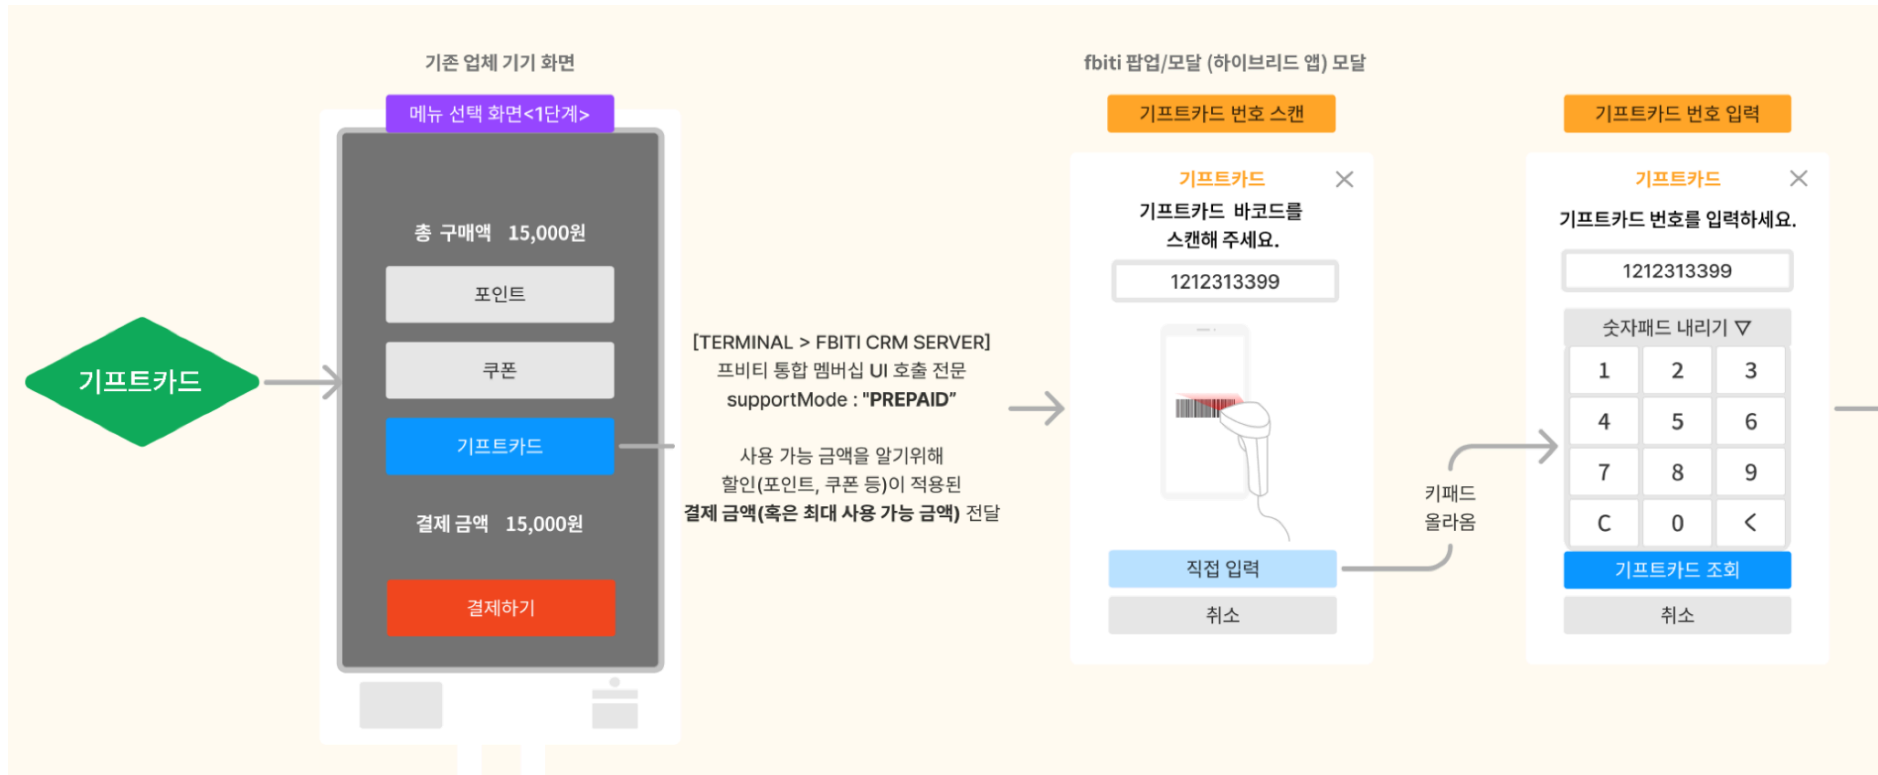 기프트카드
기존 업체 기기 화면
메뉴 선택 화면<1단계>
총 구매액 15,000원
포인트
쿠폰
기프트카드
결제 금액 15,000원
결제하기
[TERMINAL > FBITI CRM SERVER]
프비티 통합 멤버십 UI 호출 전문
supportMode : "PREPAID”
사용 가능 금액을 알기위해
할인(포인트, 쿠폰 등)이 적용된
결제 금액(혹은 최대 사용 가능 금액) 전달
fbiti 팝업/모달 (하이브리드 앱) 모달
기프트카드 번호 스캔
기프트카드
기프트카드 바코드를
스캔해 주세요.
1212313399
직접 입력
취소
키패드
올라옴
기프트카드 번호 입력
기프트카드
기프트카드 번호를 입력하세요.
1212313399
숫자패드 내리기 ▽
1 2 3
4 5 6
7 8 9
C 0 <
기프트카드 조회
취소